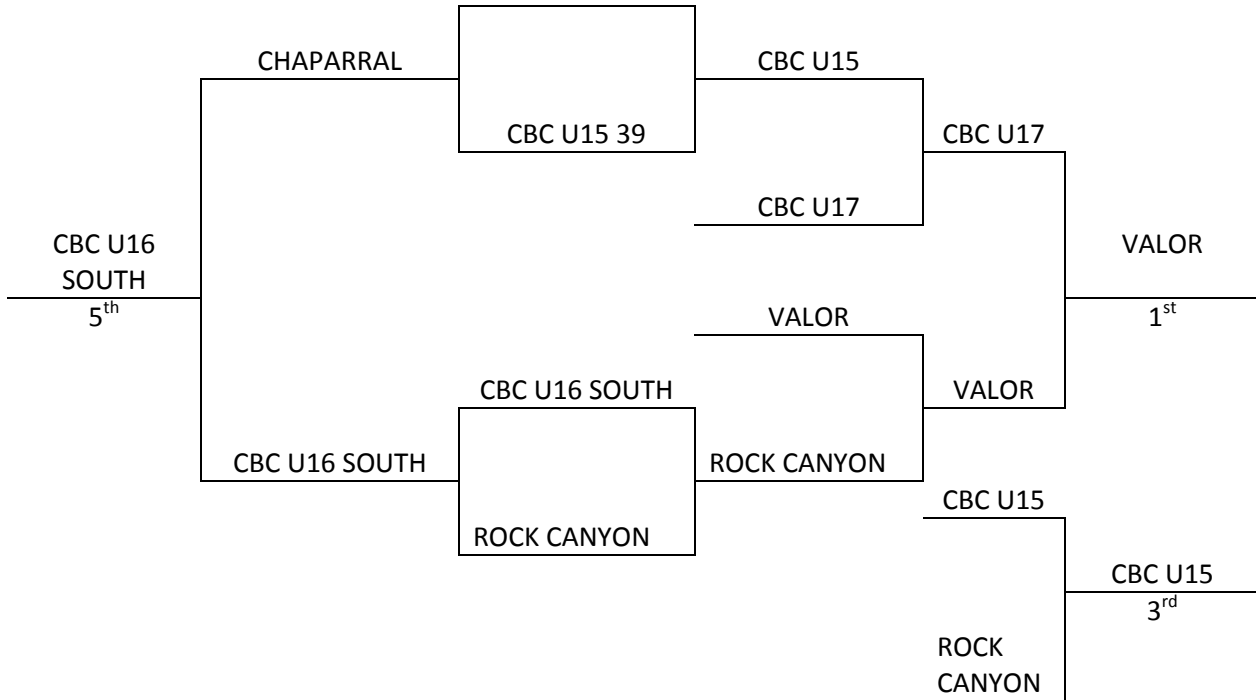 CHAPARRAL
CBC U15
CBC U15 39
CBC U17
CBC U17
CBC U16
SOUTH
5th
VALOR
1st
VALOR
CBC U16 SOUTH
VALOR
CBC U16 SOUTH
ROCK CANYON
CBC U15
ROCK CANYON
CBC U15
3rd
ROCK
CANYON